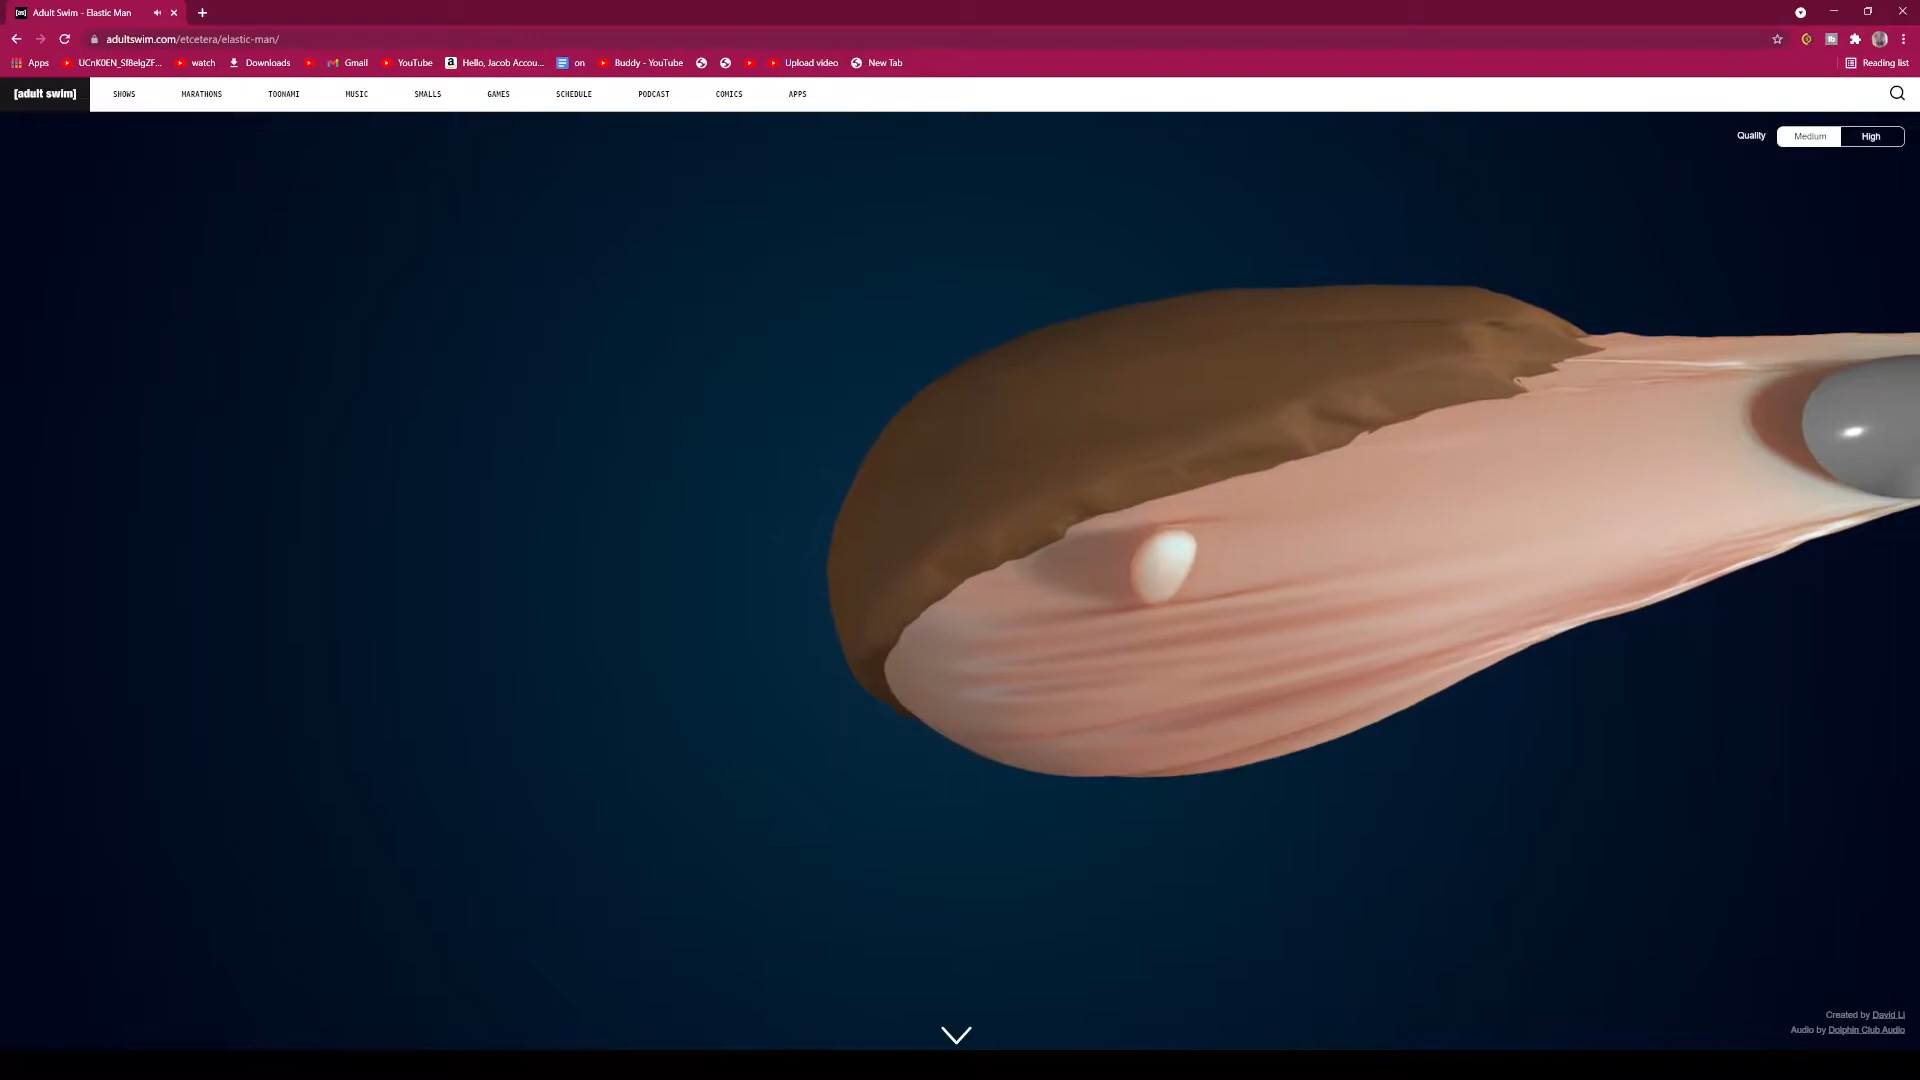 Adult Swim - Elastic Man
adultswim.com/etcetera/elastic-man/
Apps UCnK0EN_Sf8elgZF... watch Downloads Gmail YouTube Hello, Jacob Accou... on Buddy - YouTube Upload video New Tab Reading list
[adult swim] SHOWS MARATHONS TOONAMI MUSIC SMALLS GAMES SCHEDULE PODCAST COMICS APPS
Quality Medium High
Created by David Li
Audio by Dolphin Club Audio